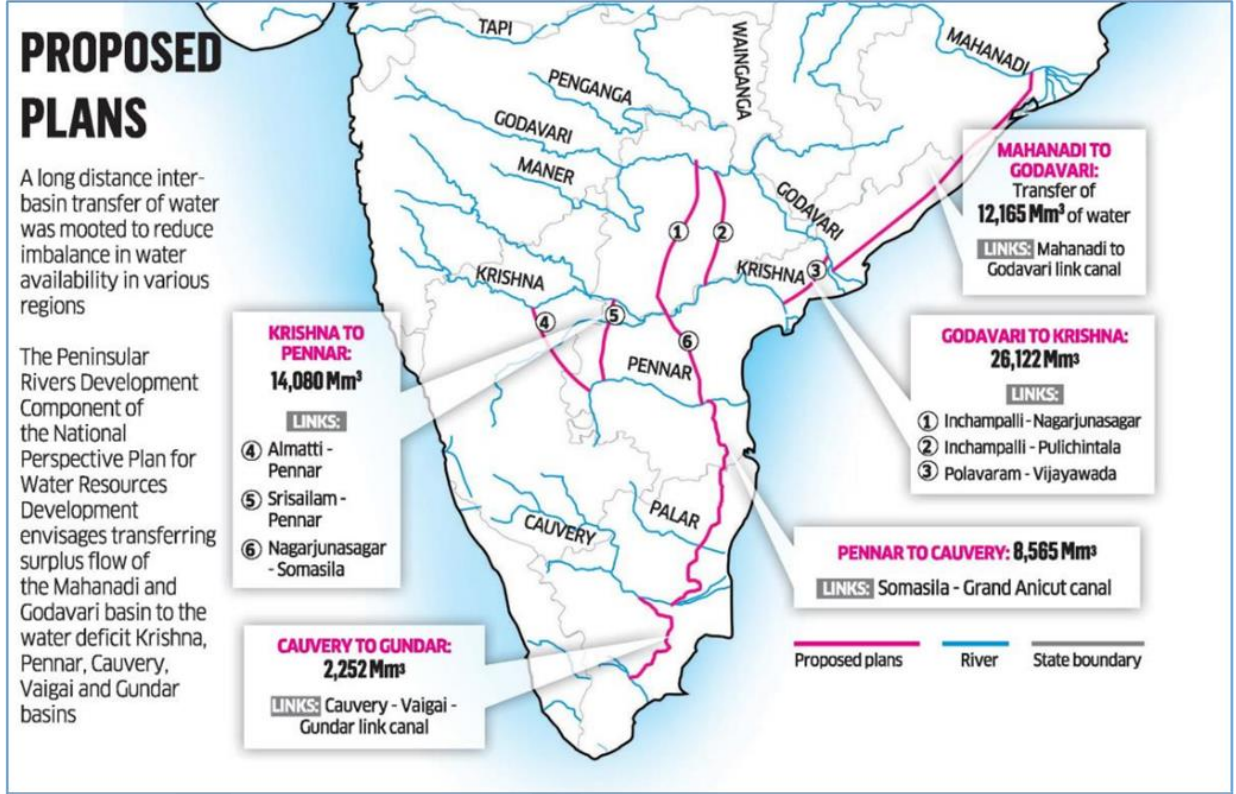 PROPOSED
PLANS
A long distance inter-
basin transfer of water
was mooted to reduce
imbalance in water
availability in various
regions
The Peninsular
Rivers Development
Component of
the National
Perspective Plan for
Water Resources
Development
envisages transferring
surplus flow of
the Mahanadi and
Godavari basin to the
water deficit Krishna,
Pennar, Cauvery,
Vaigai and Gundar
basins
TAPI
WAINGANGA
MAHANADI
PENGANGA
GODAVARI
MANER
GODAVARI
KRISHNA
KRISHNA
PENNAR
PALAR
CAUVERY
1
2
3
4
5
6
MAHANADI TO
GODAVARI:
Transfer of
12,165 Mm³ of water
LINKS: Mahanadi to
Godavari link canal
GODAVARI TO KRISHNA:
26,122 Mm³
LINKS:
1 Inchampalli - Nagarjunasagar
2 Inchampalli - Pulichintala
3 Polavaram - Vijayawada
KRISHNA TO
PENNAR:
14,080 Mm³
LINKS:
4 Almatti -
Pennar
5 Srisailam -
Pennar
6 Nagarjunasagar
- Somasila
PENNAR TO CAUVERY: 8,565 Mm³
LINKS: Somasila - Grand Anicut canal
CAUVERY TO GUNDAR:
2,252 Mm³
LINKS: Cauvery - Vaigai -
Gundar link canal
Proposed plans
River
State boundary